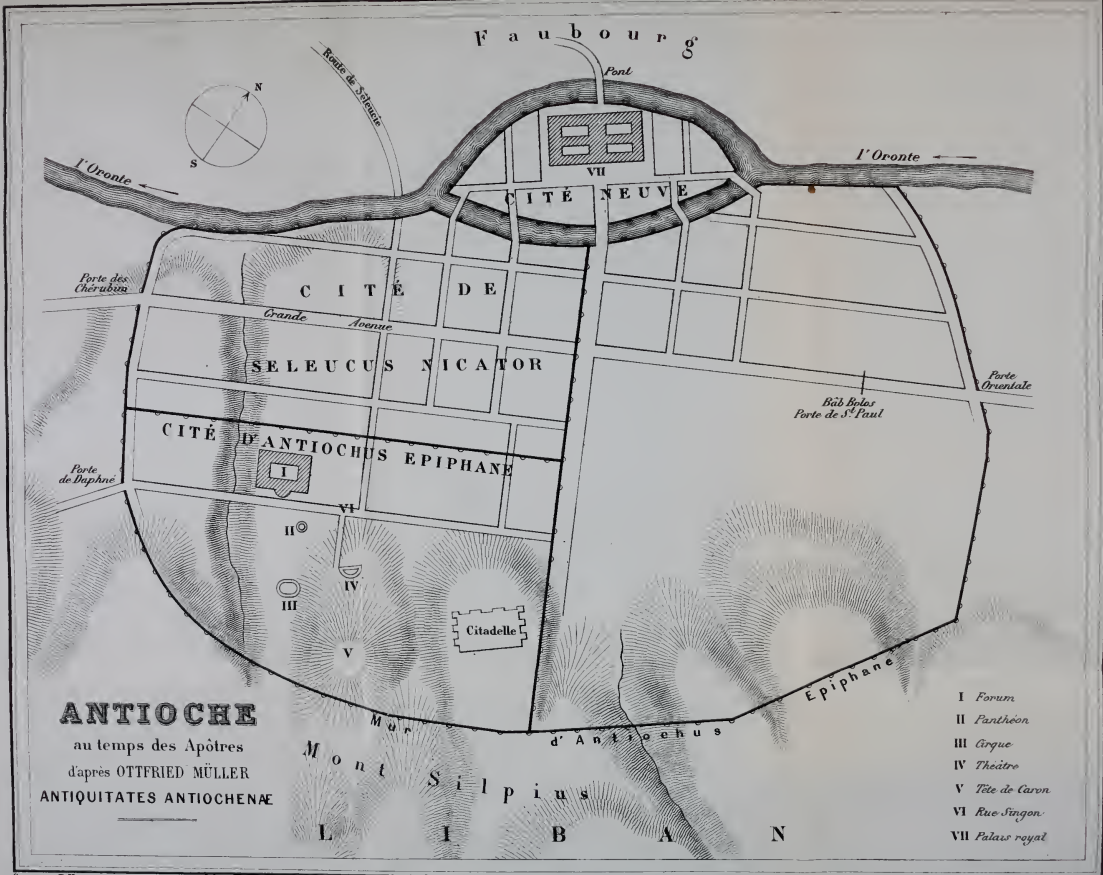 Faubourg
Route de Séleucie
Pont
N
S
l'Oronte
l'Oronte
VII
CITÉ NEUVE
Porte des
Chérubim
CITÉ DE
Grande Avenue
SELEUCUS NICATOR
Porte
Orientale
Bâb Bolos
Porte de St Paul
CITÉ D'ANTIOCHUS EPIPHANE
Porte
de Daphné
I
VI
II
IV
III
Citadelle
V
Mur d'Antiochus Epiphane
Mont Silpius
LIBAN
ANTIOCHE
au temps des Apôtres
d'après OTTFRIED MÜLLER
ANTIQUITATES ANTIOCHENÆ
I Forum
II Panthéon
III Cirque
IV Théâtre
V Tête de Caron
VI Rue Singon
VII Palais royal